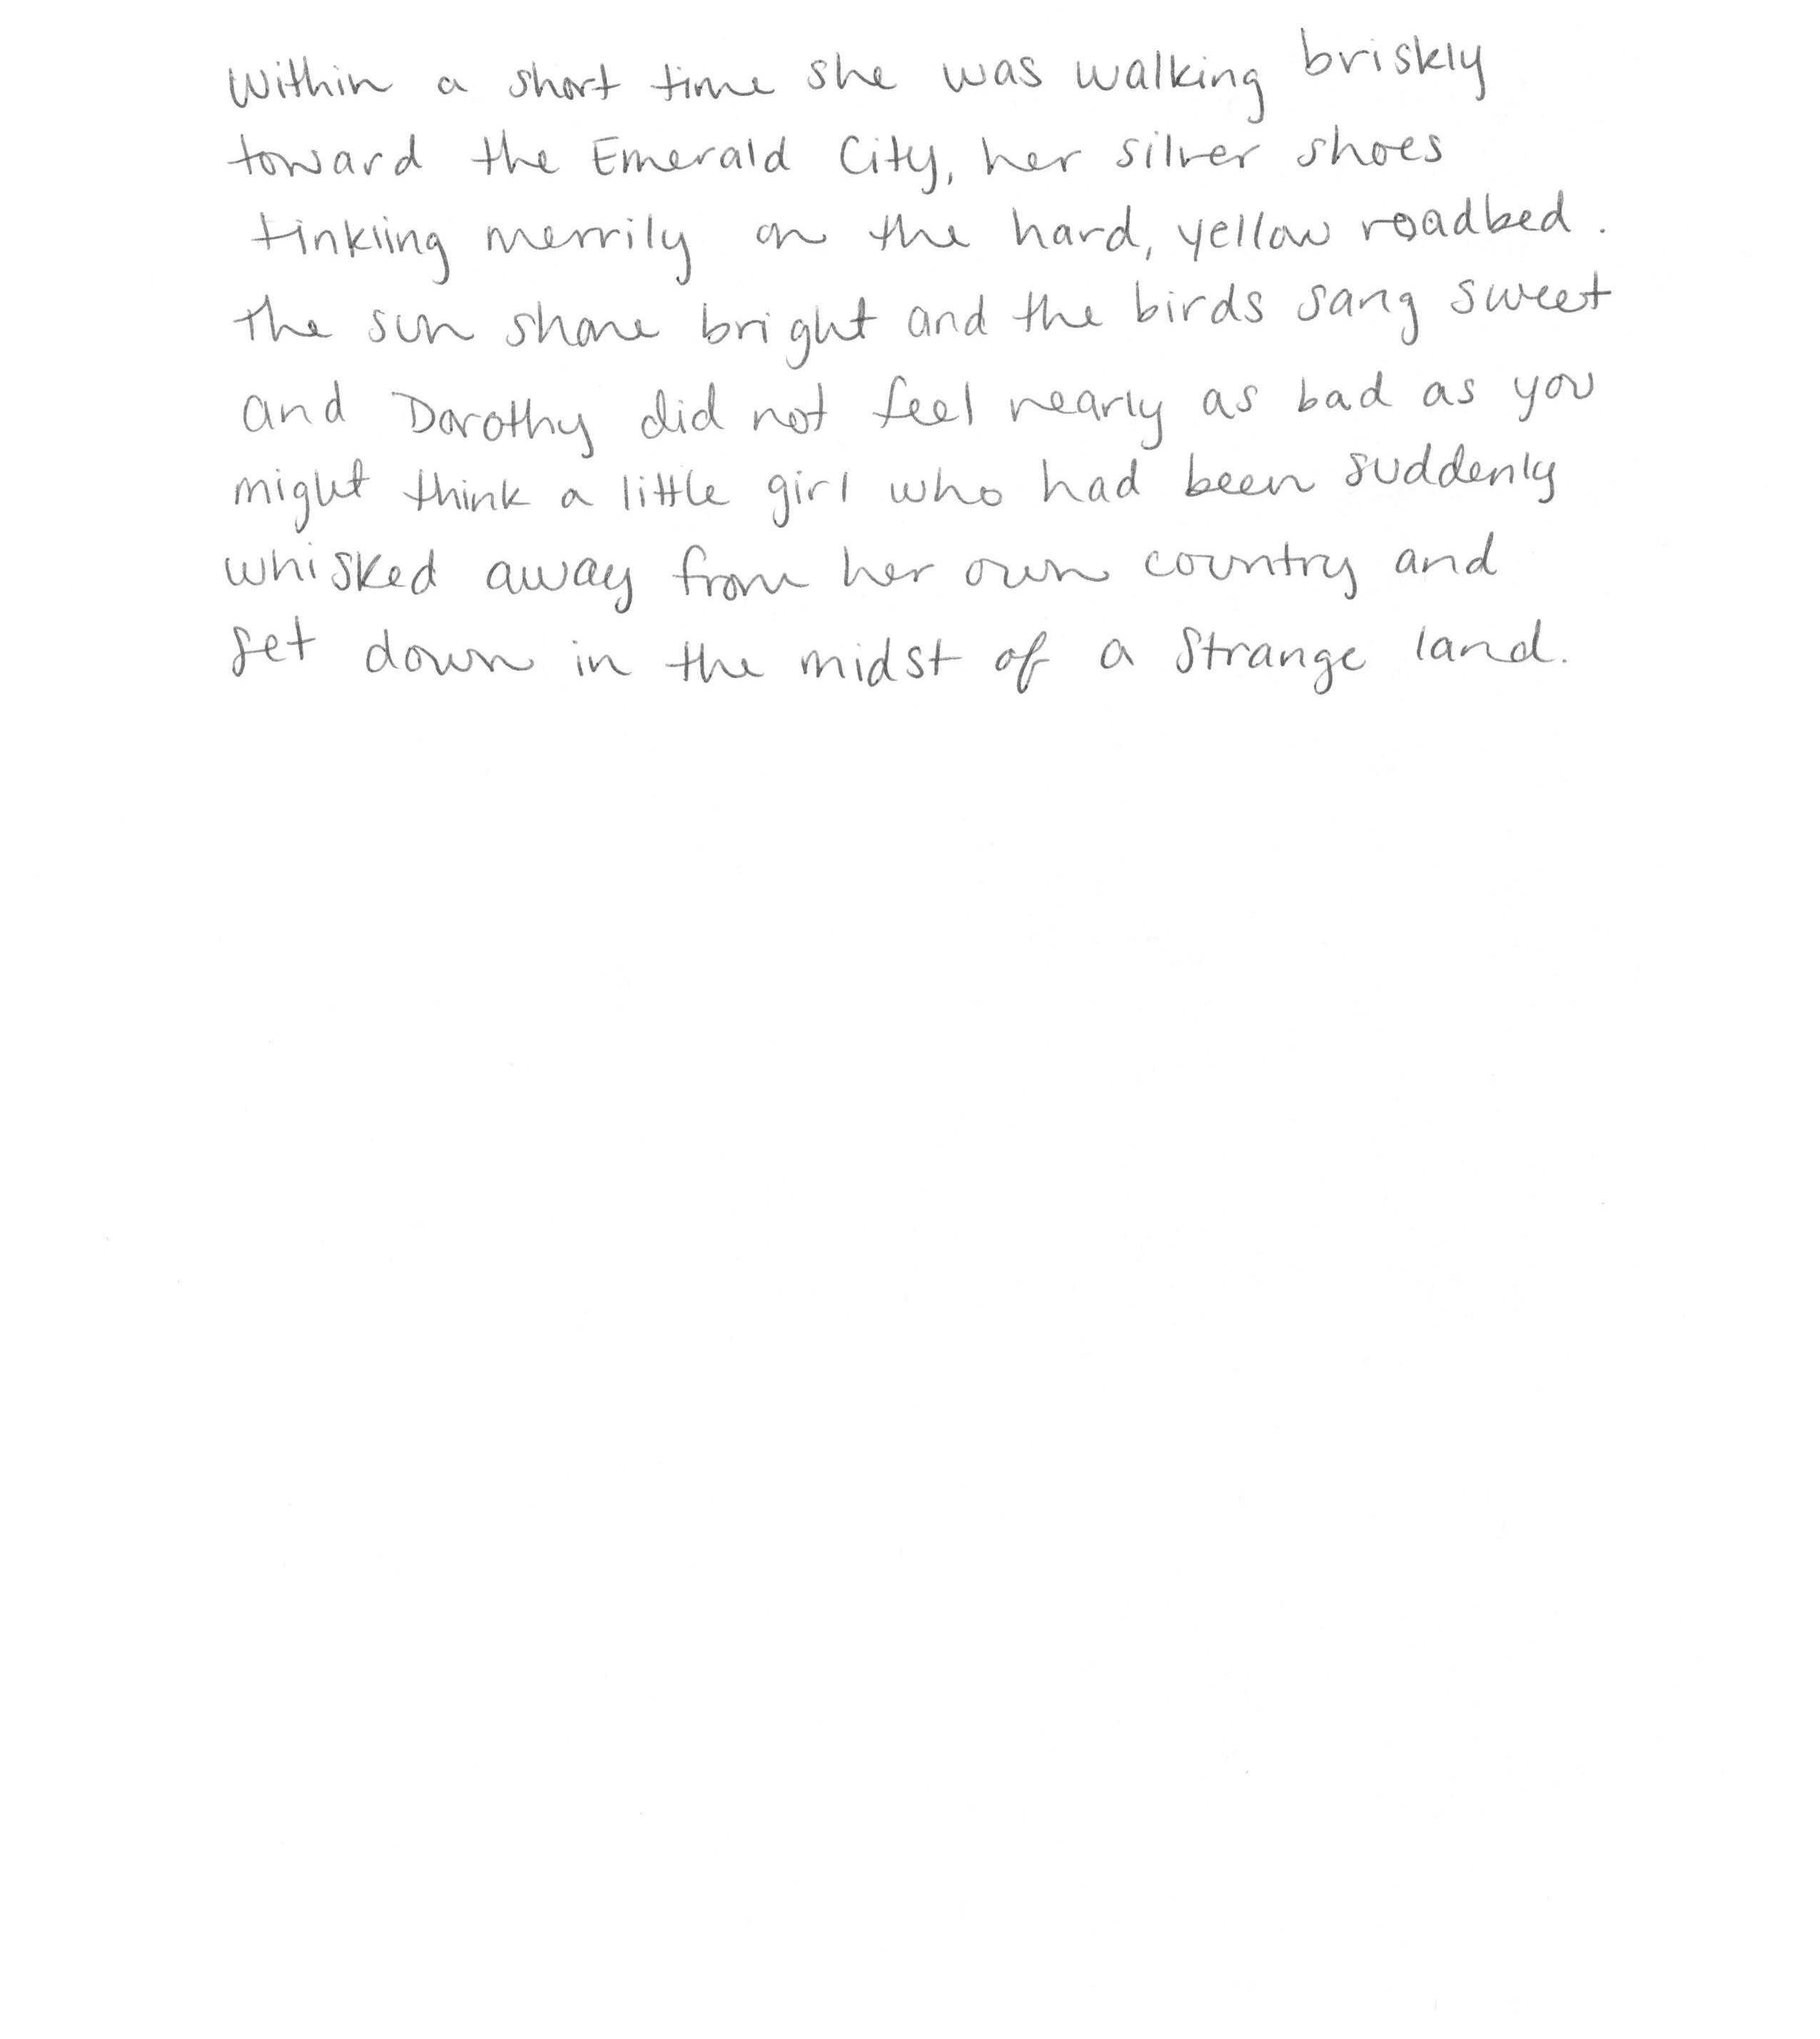 Within a short time she was walking briskly
toward the Emerald City, her silver shoes
tinkling merrily on the hard, yellow roadbed.
The sun shone bright and the birds sang sweet
and Dorothy did not feel nearly as bad as you
might think a little girl who had been suddenly
whisked away from her own country and
set down in the midst of a strange land.